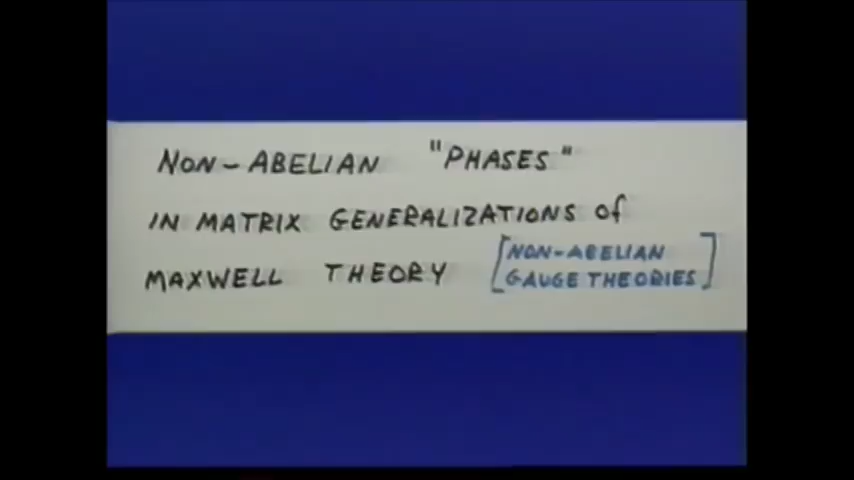 NON-ABELIAN "PHASES"
IN MATRIX GENERALIZATIONS of
MAXWELL THEORY [NON-ABELIAN
GAUGE THEORIES]